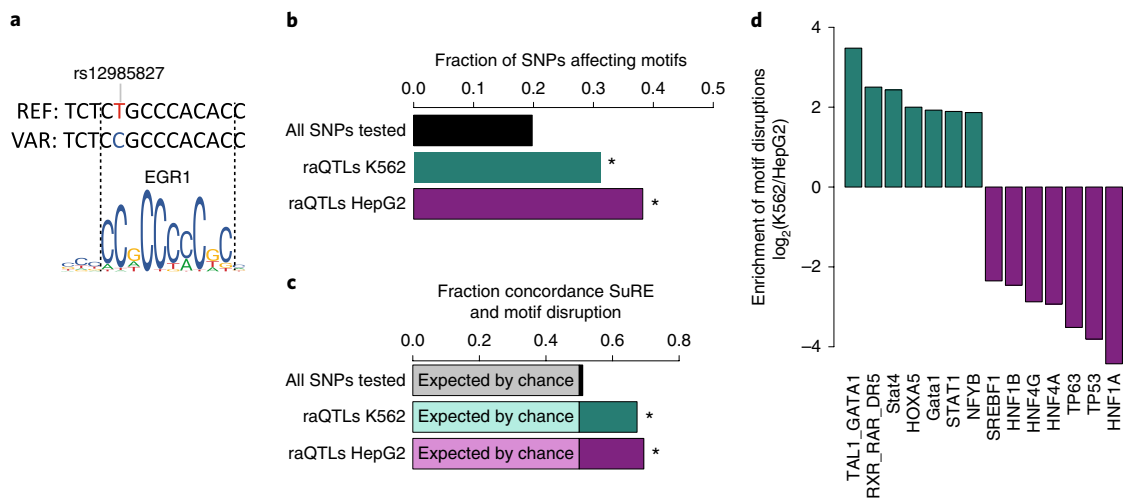 a
rs12985827
REF: TCTCTGCCCACACC
VAR: TCTCCGCCCACACC
EGR1
b
Fraction of SNPs affecting motifs
0.0 0.1 0.2 0.3 0.4 0.5
All SNPs tested
raQTLs K562 *
raQTLs HepG2 *
c
Fraction concordance SuRE
and motif disruption
0.0 0.2 0.4 0.6 0.8
All SNPs tested Expected by chance
raQTLs K562 Expected by chance *
raQTLs HepG2 Expected by chance *
d
Enrichment of motif disruptions
log2(K562/HepG2)
4
2
0
−2
−4
TAL1_GATA1
RXR_RAR_DR5
Stat4
HOXA5
Gata1
STAT1
NFYB
SREBF1
HNF1B
HNF4G
HNF4A
TP63
TP53
HNF1A